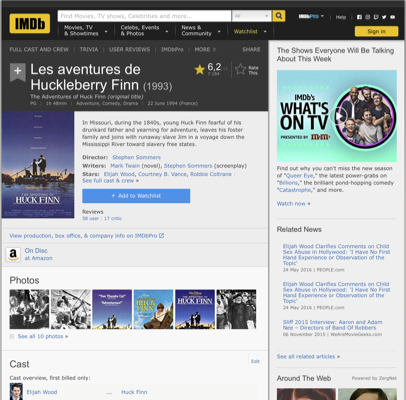 IMDb
Find Movies, TV shows, Celebrities and more...
All
Movies, TV
& Showtimes
Celebs, Events
& Photos
News &
Community
Watchlist
IMDbPro
Help
Sign in
FULL CAST AND CREW | TRIVIA | USER REVIEWS | IMDbPro | MORE
SHARE
Les aventures de
Huckleberry Finn (1993)
The Adventures of Huck Finn (original title)
PG | 1h 48min | Adventure, Comedy, Drama | 22 June 1994 (France)
6,2
Rate
This
In Missouri, during the 1840s, young Huck Finn fearful of his
drunkard father and yearning for adventure, leaves his foster
family and joins with runaway slave Jim in a voyage down the
Mississippi River toward slavery free states.
Director: Stephen Sommers
Writers: Mark Twain (novel), Stephen Sommers (screenplay)
Stars: Elijah Wood, Courtney B. Vance, Robbie Coltrane
See full cast & crew »
+ Add to Watchlist
Reviews
58 user | 17 critic
HUCK FINN
View production, box office, & company info on IMDbPro
a
On Disc
at Amazon
Photos
HUCK FINN
See all 10 photos »
Cast
Edit
Cast overview, first billed only:
Elijah Wood ... Huck Finn
The Shows Everyone Will Be Talking
About This Week
IMDb's
WHAT'S
ON TV
PRESENTED BY
Find out why you can't miss the new season
of "Queer Eye," the latest power-grabs on
"Billions," the brilliant pond-hopping comedy
"Catastrophe," and more.
Watch now »
Related News
Elijah Wood Clarifies Comments on Child
Sex Abuse in Hollywood: 'I Have No First
Hand Experience or Observation of the
Topic'
24 May 2016 | PEOPLE.com
Elijah Wood Clarifies Comments on Child
Sex Abuse in Hollywood: 'I Have No First
Hand Experience or Observation of the
Topic'
24 May 2016 | PEOPLE.com
Sliff 2015 Interview: Aaron and Adam
Nee – Directors of Band Of Robbers
06 November 2015 | WeAreMovieGeeks.com
See all related articles »
Around The Web
Powered by ZergNet